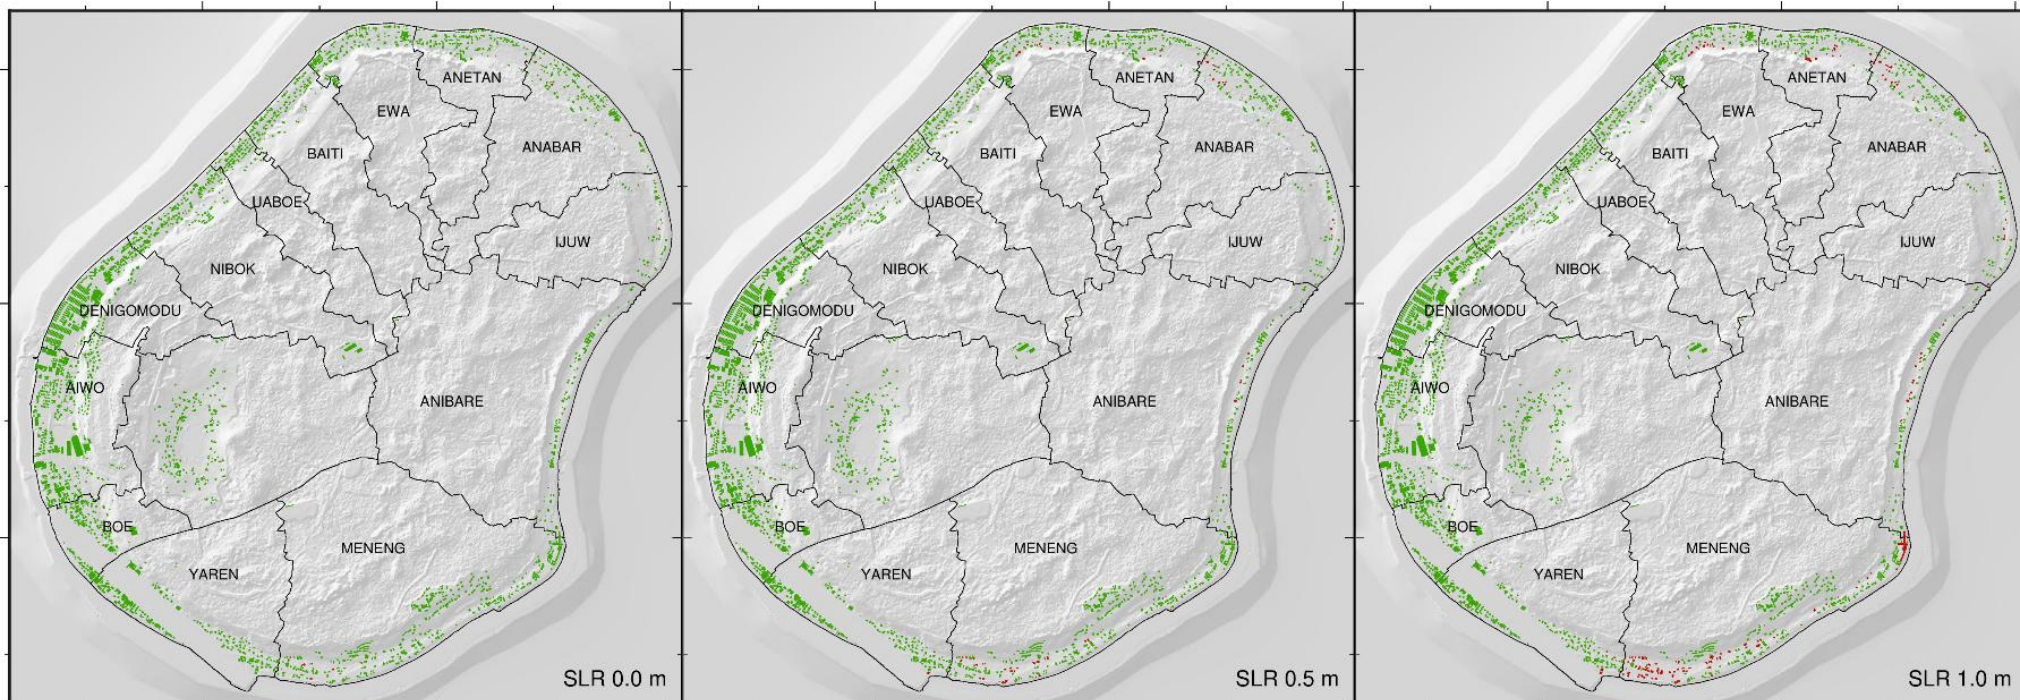 ANETAN
EWA
BAITI
ANABAR
UABOE
IJUW
NIBOK
DENIGOMODU
AIWO
ANIBARE
BOE
MENENG
YAREN
SLR 0.0 m
ANETAN
EWA
BAITI
ANABAR
UABOE
IJUW
NIBOK
DENIGOMODU
AIWO
ANIBARE
BOE
MENENG
YAREN
SLR 0.5 m
ANETAN
EWA
BAITI
ANABAR
UABOE
IJUW
NIBOK
DENIGOMODU
AIWO
ANIBARE
BOE
MENENG
YAREN
SLR 1.0 m